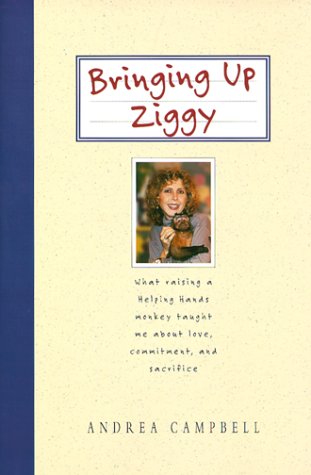 Bringing Up
Ziggy
What raising a
Helping Hands
monkey taught
me about love,
commitment, and
sacrifice
ANDREA CAMPBELL